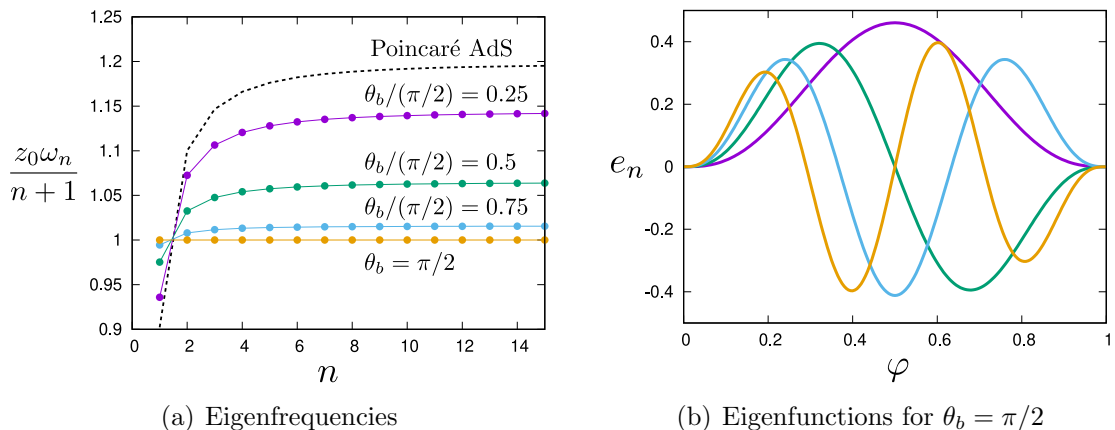 1.25
1.2
1.15
1.1
1.05
1
0.95
0.9
z₀ωₙ
n + 1
Poincaré AdS
θ_b/(π/2) = 0.25
θ_b/(π/2) = 0.5
θ_b/(π/2) = 0.75
θ_b = π/2
0 2 4 6 8 10 12 14
n
(a) Eigenfrequencies
0.4
0.2
0
-0.2
-0.4
eₙ
0 0.2 0.4 0.6 0.8 1
φ
(b) Eigenfunctions for θ_b = π/2